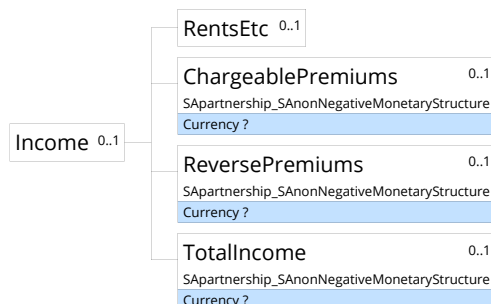 RentsEtc 0..1
ChargeablePremiums 0..1
SApartnership_SAnonNegativeMonetaryStructure
Currency ?
Income 0..1
ReversePremiums 0..1
SApartnership_SAnonNegativeMonetaryStructure
Currency ?
TotalIncome 0..1
SApartnership_SAnonNegativeMonetaryStructure
Currency ?